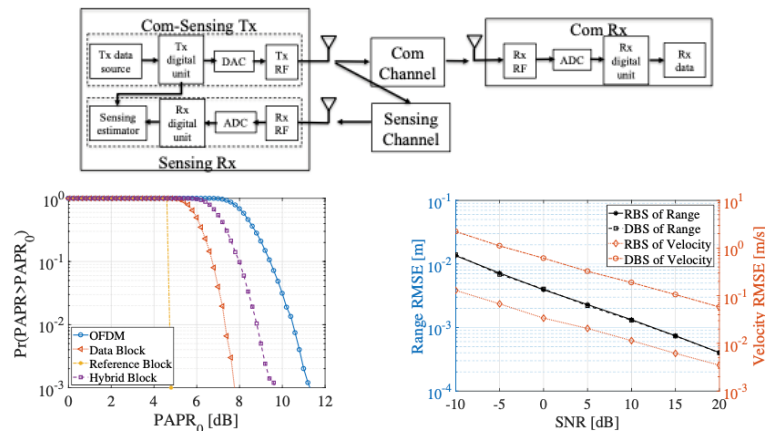 Com-Sensing Tx
Tx data
source
Tx
digital
unit
DAC
Tx
RF
Sensing
estimator
Rx
digital
unit
ADC
Rx
RF
Sensing Rx
Com
Channel
Sensing
Channel
Com Rx
Rx
RF
ADC
Rx
digital
unit
Rx
data
Pr(PAPR>PAPR0)
10^0
10^-1
10^-2
10^-3
OFDM
Data Block
Reference Block
Hybrid Block
0 2 4 6 8 10 12
PAPR0 [dB]
Range RMSE [m]
10^-1
10^-2
10^-3
10^-4
RBS of Range
DBS of Range
RBS of Velocity
DBS of Velocity
10^1
10^0
10^-1
10^-2
10^-3
Velocity RMSE [m/s]
-10 -5 0 5 10 15 20
SNR [dB]